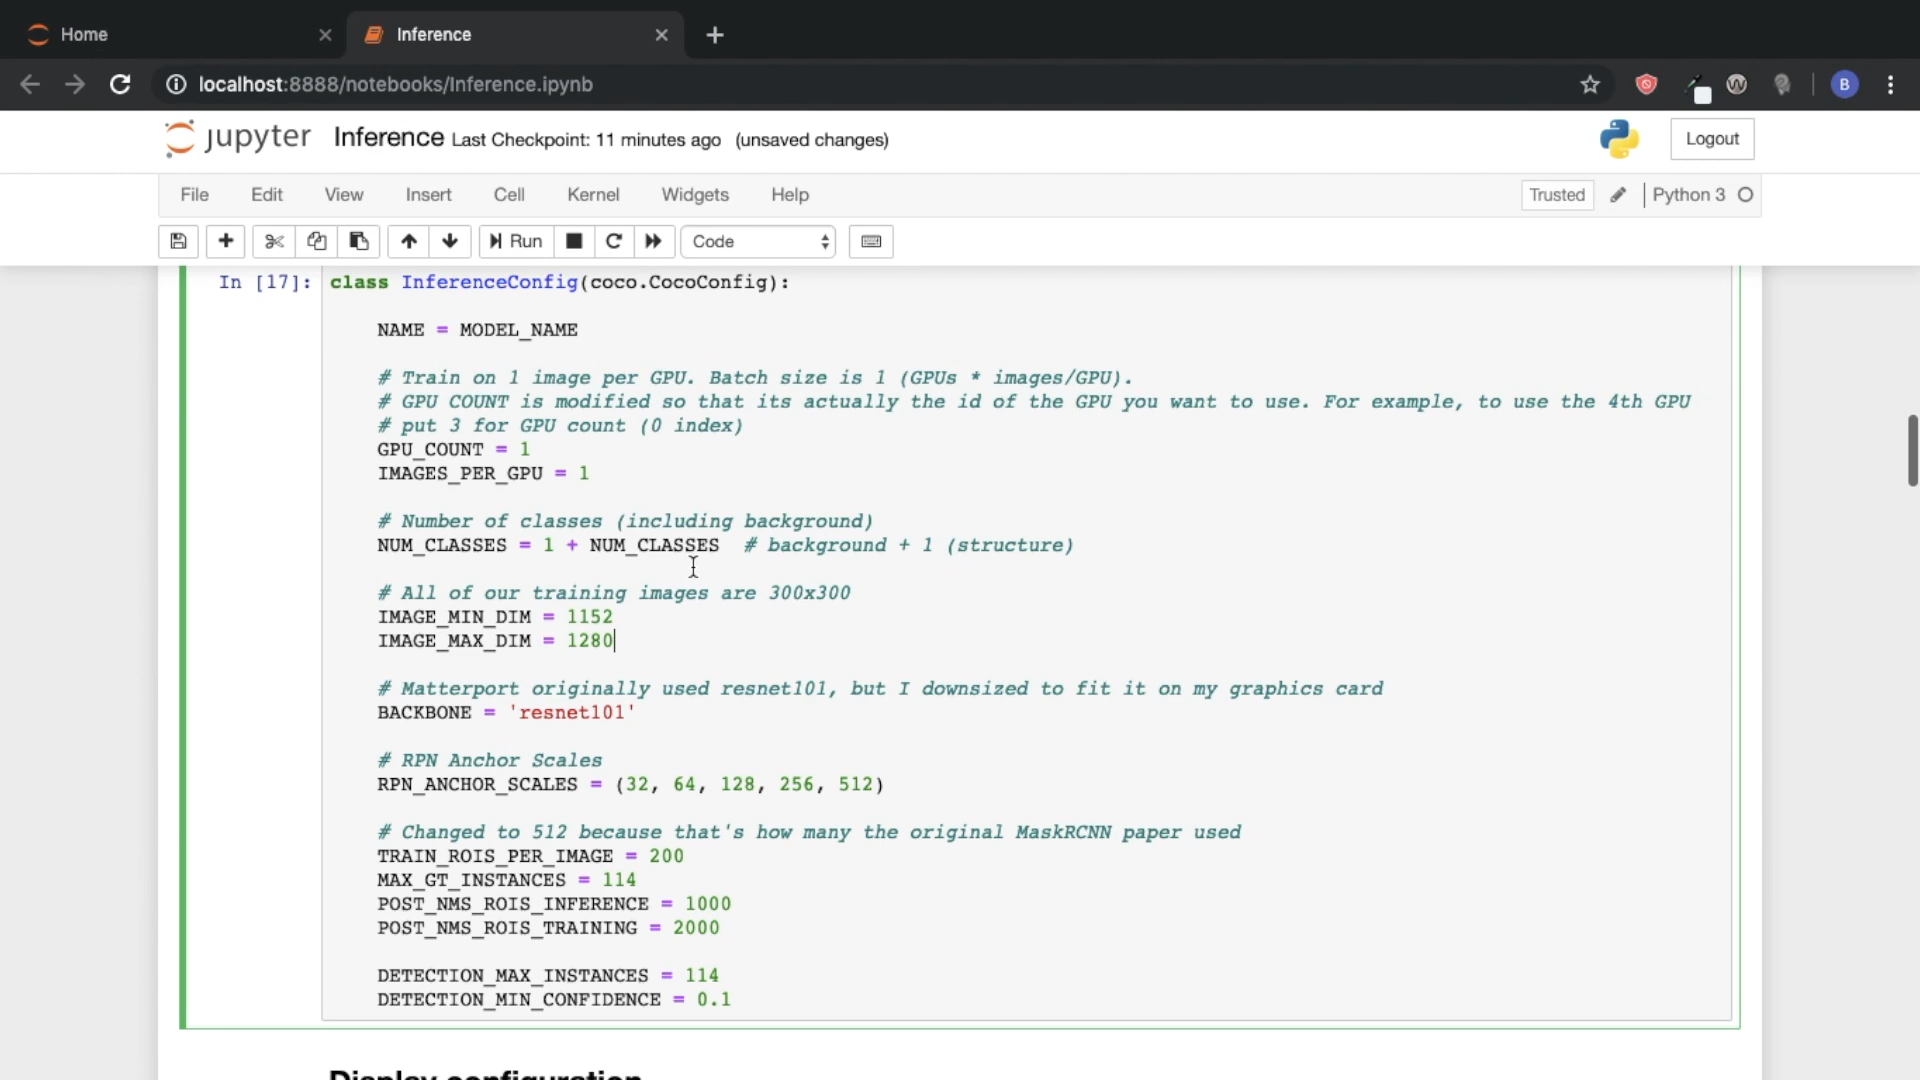 Home
Inference
localhost:8888/notebooks/Inference.ipynb
B
jupyter Inference Last Checkpoint: 11 minutes ago (unsaved changes)
Logout
File Edit View Insert Cell Kernel Widgets Help
Trusted
Python 3
Run
Code
In [17]: class InferenceConfig(coco.CocoConfig):
NAME = MODEL_NAME
# Train on 1 image per GPU. Batch size is 1 (GPUs * images/GPU).
# GPU COUNT is modified so that its actually the id of the GPU you want to use. For example, to use the 4th GPU
# put 3 for GPU count (0 index)
GPU_COUNT = 1
IMAGES_PER_GPU = 1
# Number of classes (including background)
NUM_CLASSES = 1 + NUM_CLASSES  # background + 1 (structure)
# All of our training images are 300x300
IMAGE_MIN_DIM = 1152
IMAGE_MAX_DIM = 1280
# Matterport originally used resnet101, but I downsized to fit it on my graphics card
BACKBONE = 'resnet101'
# RPN Anchor Scales
RPN_ANCHOR_SCALES = (32, 64, 128, 256, 512)
# Changed to 512 because that's how many the original MaskRCNN paper used
TRAIN_ROIS_PER_IMAGE = 200
MAX_GT_INSTANCES = 114
POST_NMS_ROIS_INFERENCE = 1000
POST_NMS_ROIS_TRAINING = 2000
DETECTION_MAX_INSTANCES = 114
DETECTION_MIN_CONFIDENCE = 0.1
Display configuration